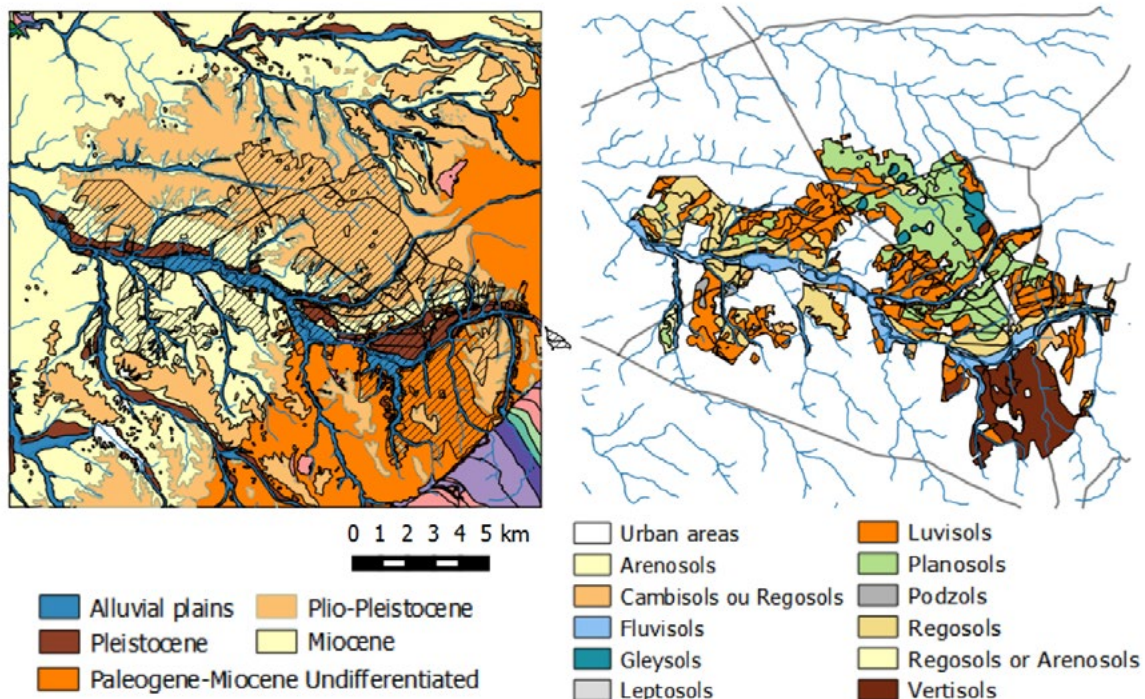 0 1 2 3 4 5 km
Alluvial plains
Plio-Pleistocene
Pleistocene
Miocene
Paleogene-Miocene Undifferentiated
Urban areas
Luvisols
Arenosols
Planosols
Cambisols ou Regosols
Podzols
Fluvisols
Regosols
Gleysols
Regosols or Arenosols
Leptosols
Vertisols